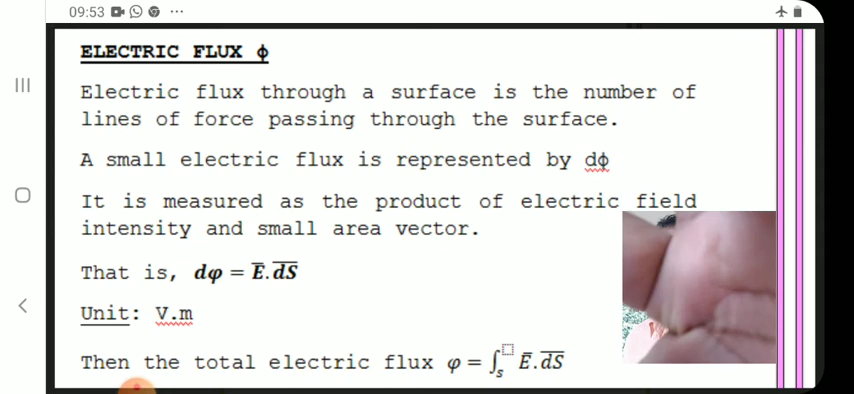 09:53
ELECTRIC FLUX ϕ
Electric flux through a surface is the number of
lines of force passing through the surface.
A small electric flux is represented by dϕ
It is measured as the product of electric field
intensity and small area vector.
That is, dφ = E̅.d̅S̅
Unit: V.m
Then the total electric flux φ = ∫ₛ E̅.d̅S̅